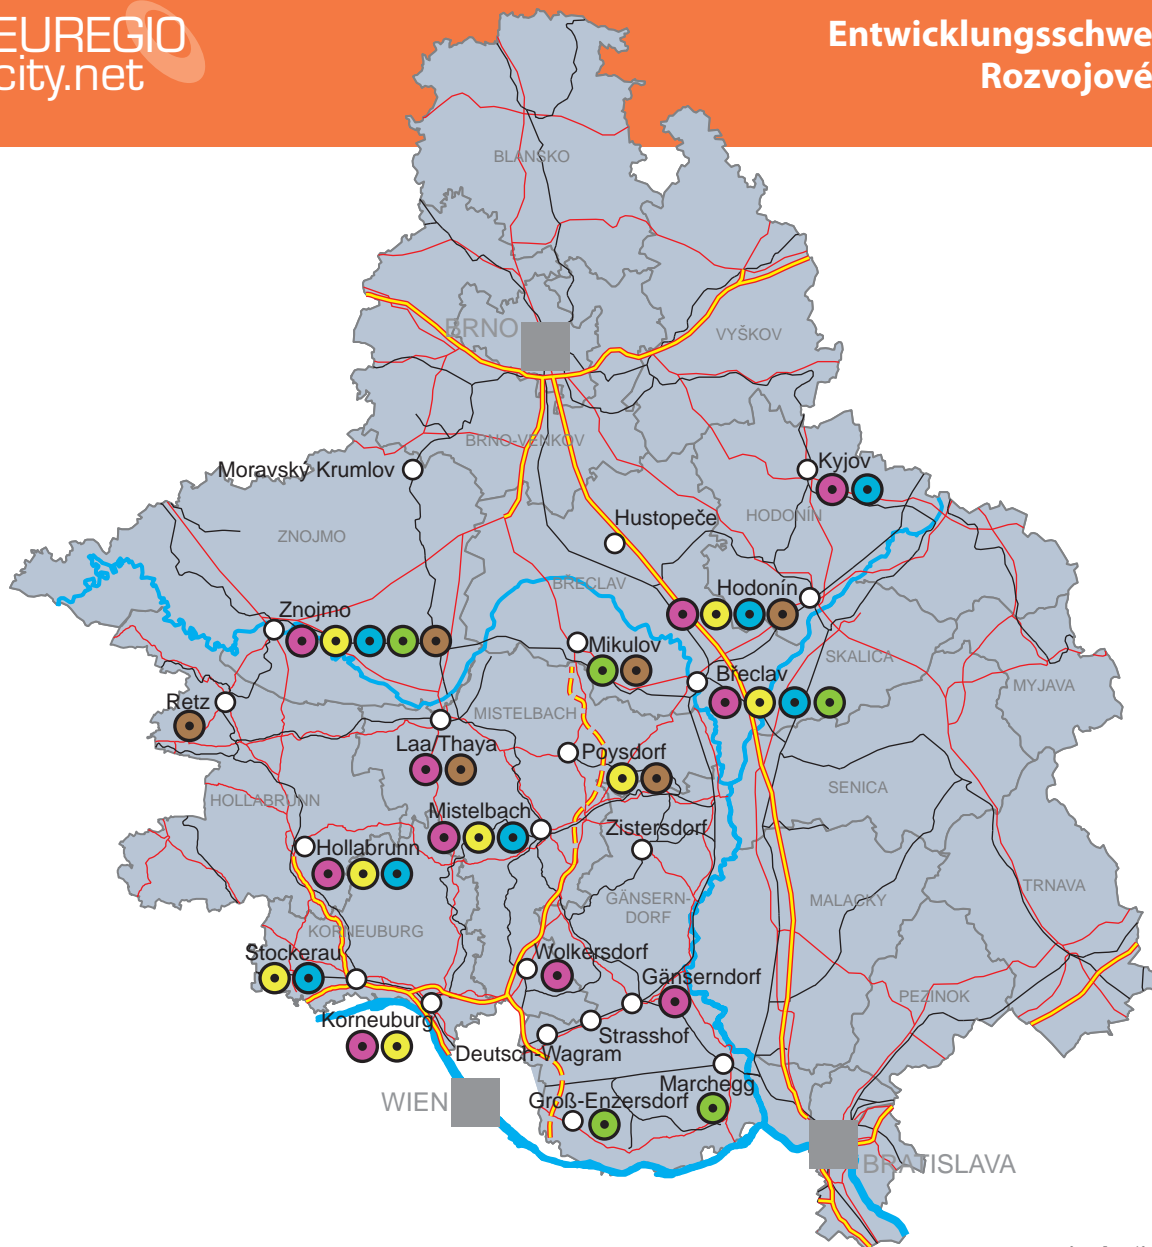 EUREGIO
city.net
Entwicklungsschwe
Rozvojové
BLANSKO
BRNO
VYŠKOV
BRNO-VENKOV
Moravský Krumlov
Kyjov
HODONÍN
Hustopeče
ZNOJMO
BŘECLAV
Hodonín
Znojmo
Mikulov
SKALICA
Břeclav
MYJAVA
Retz
MISTELBACH
Laa/Thaya
Poysdorf
SENICA
HOLLABRUNN
Mistelbach
Zistersdorf
Hollabrunn
TRNAVA
GÄNSERN-
DORF
MALACKY
KORNEUBURG
Stockerau
Wolkersdorf
Gänserndorf
PEZINOK
Korneuburg
Strasshof
Deutsch-Wagram
Marchegg
WIEN
Groß-Enzersdorf
BRATISLAVA